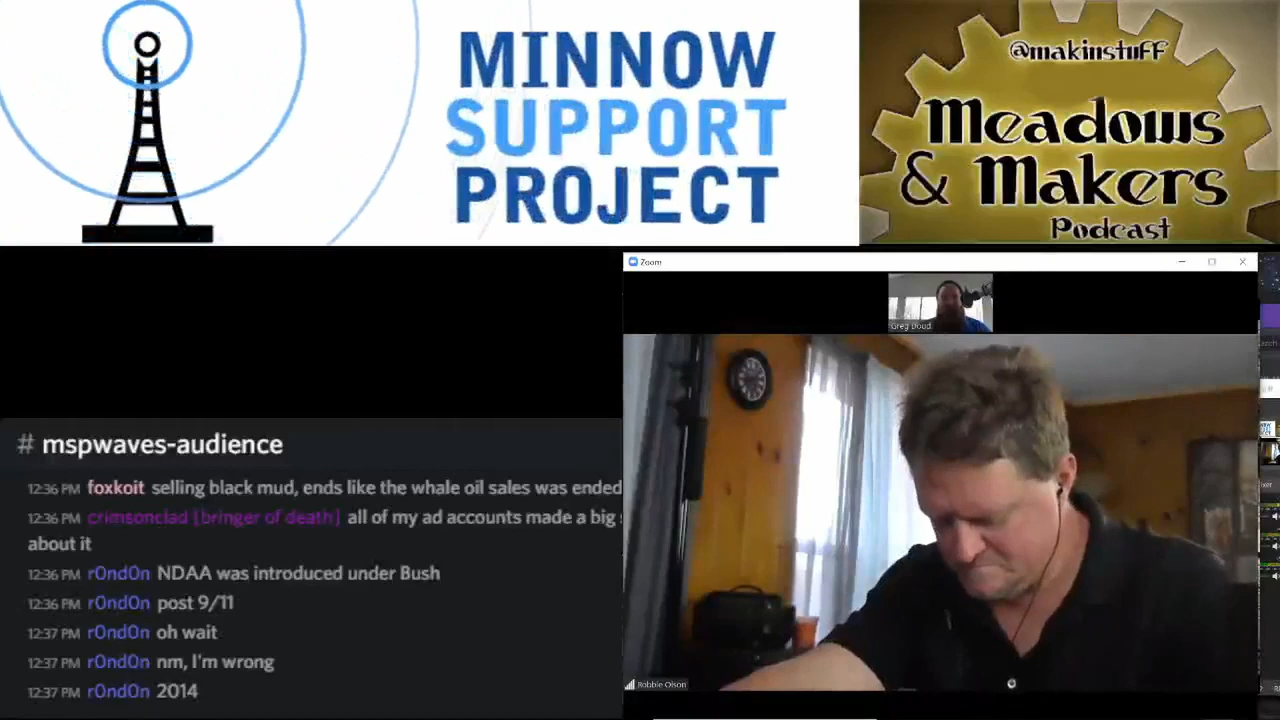 MINNOW
SUPPORT
PROJECT
@makinstuff
Meadows
& Makers
Podcast
Zoom
Greg Doud
# mspwaves-audience
12:36 PM foxkoit selling black mud, ends like the whale oil sales was ended
12:36 PM crimsonclad [bringer of death] all of my ad accounts made a big
about it
12:36 PM r0nd0n NDAA was introduced under Bush
12:36 PM r0nd0n post 9/11
12:37 PM r0nd0n oh wait
12:37 PM r0nd0n nm, I'm wrong
12:37 PM r0nd0n 2014
Robbie Olson